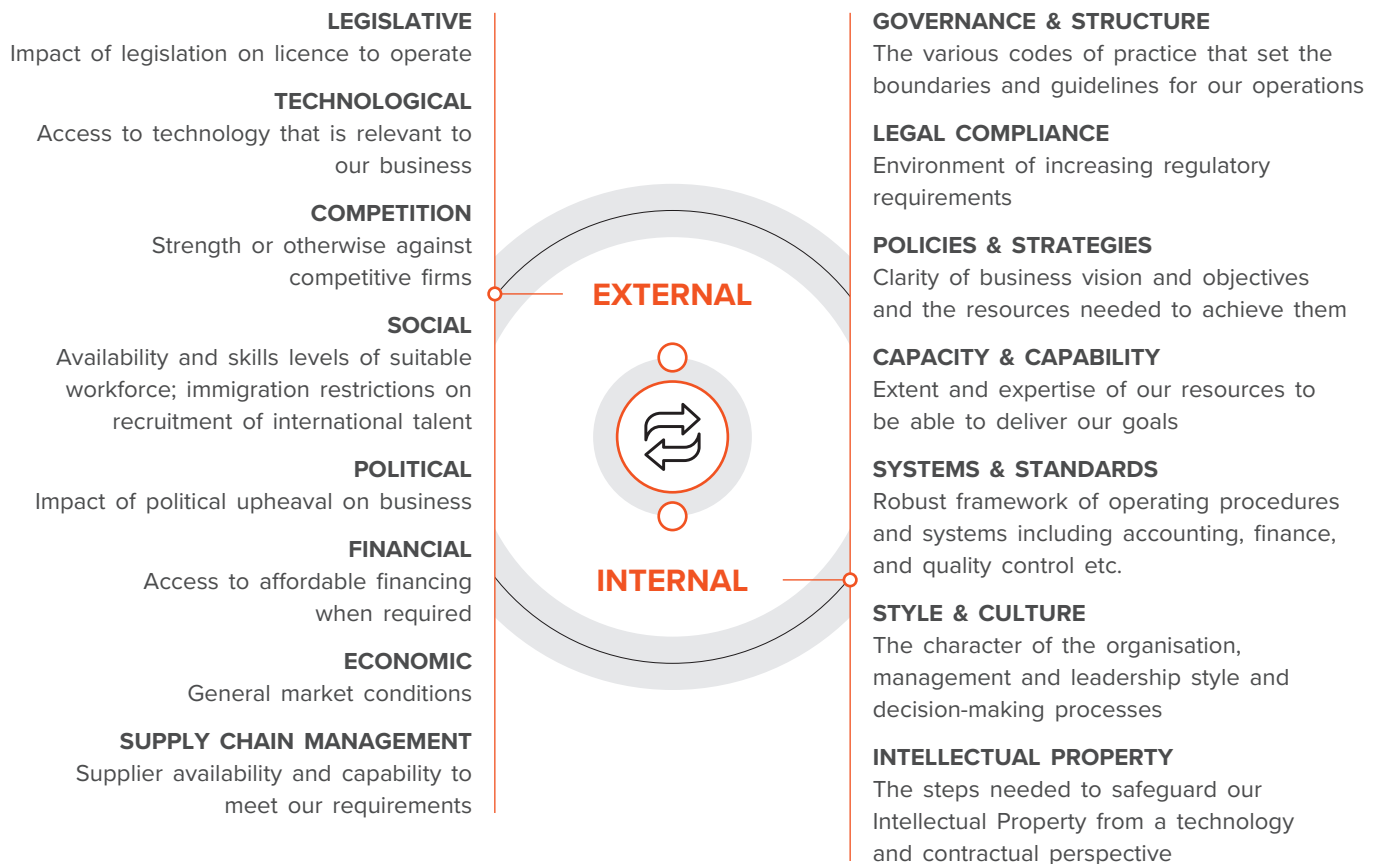 LEGISLATIVE
Impact of legislation on licence to operate
TECHNOLOGICAL
Access to technology that is relevant to
our business
COMPETITION
Strength or otherwise against
competitive firms
SOCIAL
Availability and skills levels of suitable
workforce; immigration restrictions on
recruitment of international talent
POLITICAL
Impact of political upheaval on business
FINANCIAL
Access to affordable financing
when required
ECONOMIC
General market conditions
SUPPLY CHAIN MANAGEMENT
Supplier availability and capability to
meet our requirements
EXTERNAL
INTERNAL
GOVERNANCE & STRUCTURE
The various codes of practice that set the
boundaries and guidelines for our operations
LEGAL COMPLIANCE
Environment of increasing regulatory
requirements
POLICIES & STRATEGIES
Clarity of business vision and objectives
and the resources needed to achieve them
CAPACITY & CAPABILITY
Extent and expertise of our resources to
be able to deliver our goals
SYSTEMS & STANDARDS
Robust framework of operating procedures
and systems including accounting, finance,
and quality control etc.
STYLE & CULTURE
The character of the organisation,
management and leadership style and
decision-making processes
INTELLECTUAL PROPERTY
The steps needed to safeguard our
Intellectual Property from a technology
and contractual perspective